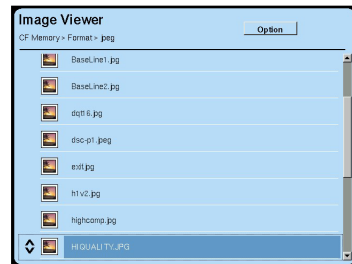 Image Viewer
Option
CF Memory > Format > jpeg
BaseLine1.jpg
BaseLine2.jpg
dqt16.jpg
dsc-p1.jpeg
exif.jpg
h1v2.jpg
highcomp.jpg
HIQUALITY.JPG